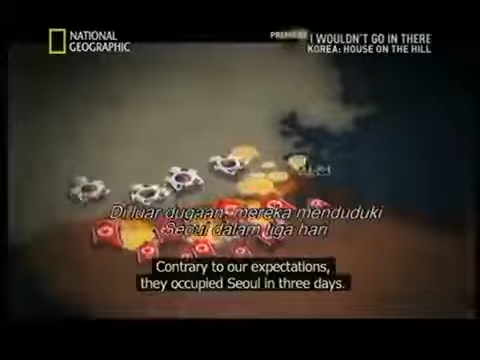 NATIONAL
GEOGRAPHIC
PREMIERE
I WOULDN'T GO IN THERE
KOREA: HOUSE ON THE HILL
Di luar dugaan, mereka menduduki
Seoul dalam tiga hari
Contrary to our expectations,
they occupied Seoul in three days.